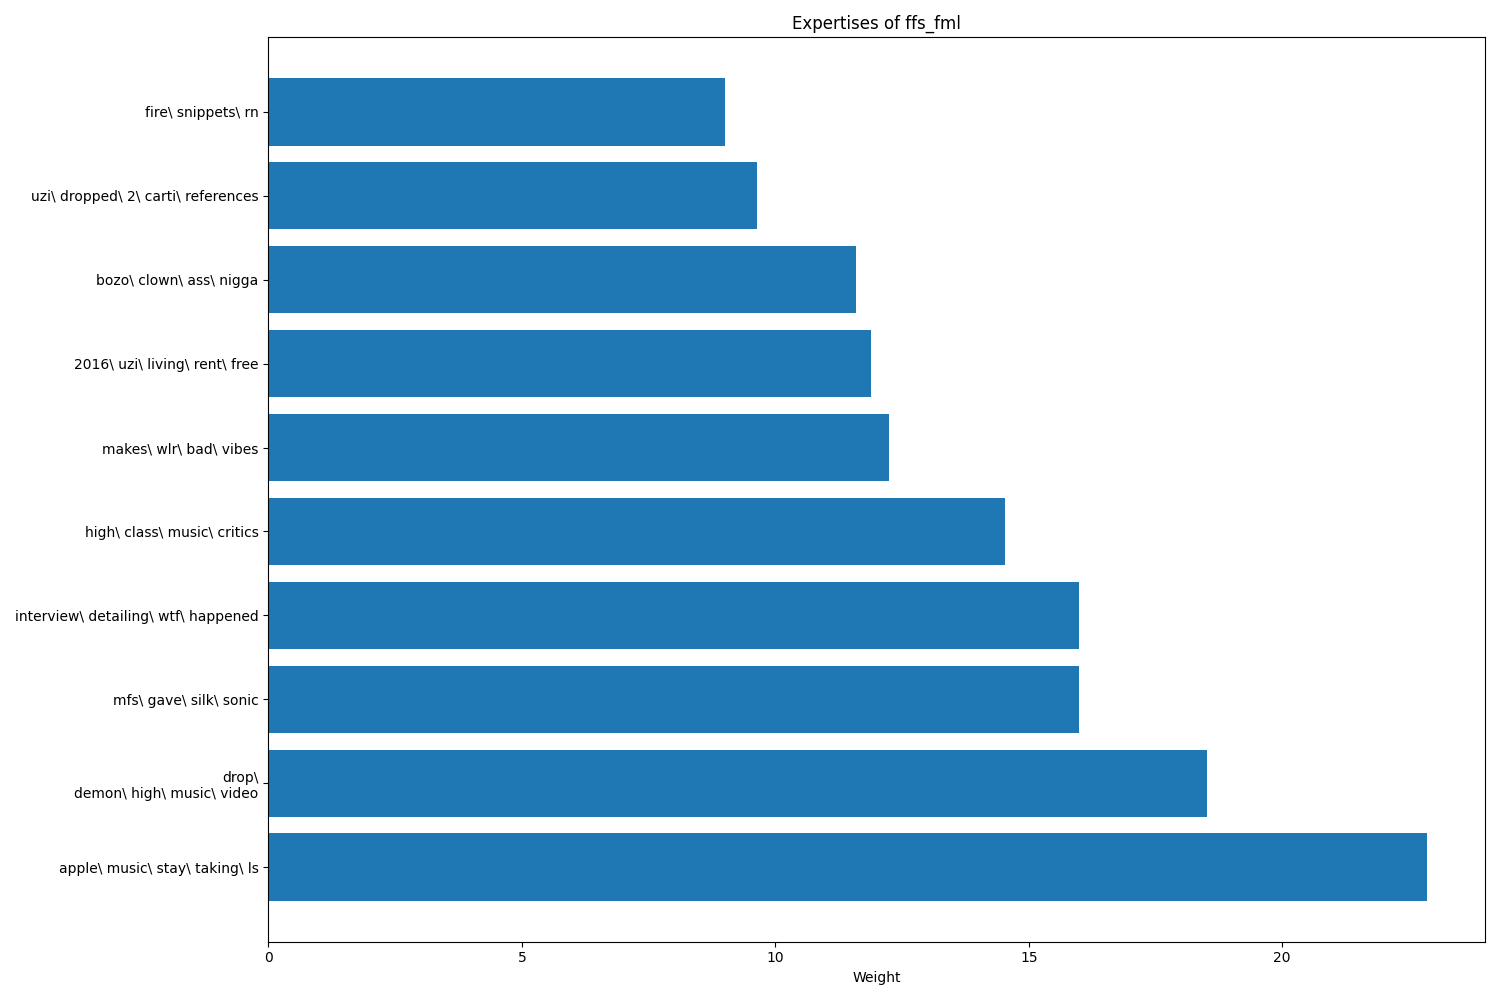 Expertises of ffs_fml
fire\ snippets\ rn
uzi\ dropped\ 2\ carti\ references
bozo\ clown\ ass\ nigga
2016\ uzi\ living\ rent\ free
makes\ wlr\ bad\ vibes
high\ class\ music\ critics
interview\ detailing\ wtf\ happened
mfs\ gave\ silk\ sonic
drop\
demon\ high\ music\ video
apple\ music\ stay\ taking\ ls
0 5 10 15 20
Weight